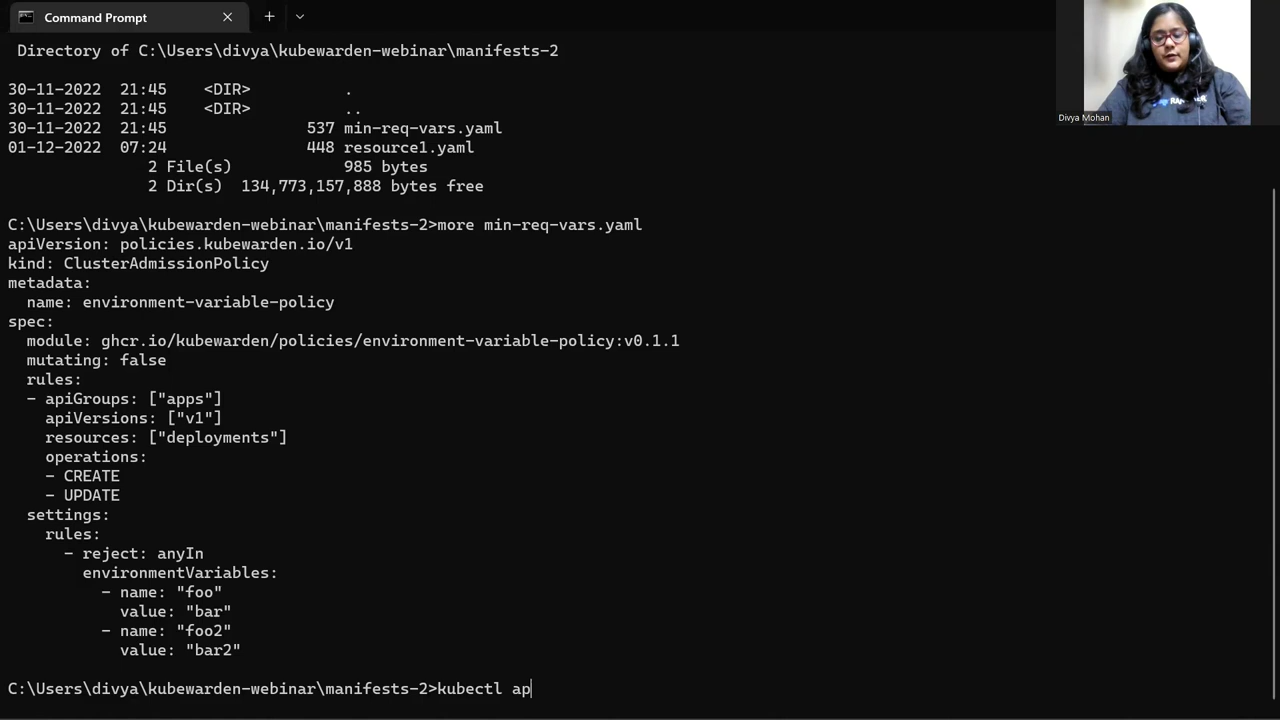 Command Prompt
Directory of C:\Users\divya\kubewarden-webinar\manifests-2
30-11-2022  21:45    <DIR>          .
30-11-2022  21:45    <DIR>          ..
30-11-2022  21:45               537 min-req-vars.yaml
01-12-2022  07:24               448 resource1.yaml
2 File(s)            985 bytes
2 Dir(s)  134,773,157,888 bytes free
C:\Users\divya\kubewarden-webinar\manifests-2>more min-req-vars.yaml
apiVersion: policies.kubewarden.io/v1
kind: ClusterAdmissionPolicy
metadata:
  name: environment-variable-policy
spec:
  module: ghcr.io/kubewarden/policies/environment-variable-policy:v0.1.1
  mutating: false
  rules:
  - apiGroups: ["apps"]
    apiVersions: ["v1"]
    resources: ["deployments"]
    operations:
    - CREATE
    - UPDATE
  settings:
    rules:
      - reject: anyIn
        environmentVariables:
          - name: "foo"
            value: "bar"
          - name: "foo2"
            value: "bar2"
C:\Users\divya\kubewarden-webinar\manifests-2>kubectl ap
Divya Mohan